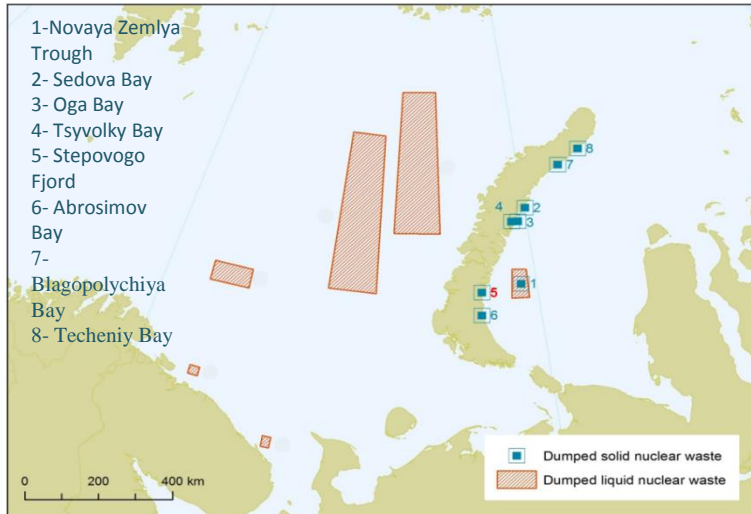 1-Novaya Zemlya
Trough
2- Sedova Bay
3- Oga Bay
4- Tsyvolky Bay
5- Stepovogo
Fjord
6- Abrosimov
Bay
7-
Blagopolychiya
Bay
8- Techeniy Bay
8
7
2
4
3
1
5
6
Dumped solid nuclear waste
Dumped liquid nuclear waste
0 200 400 km